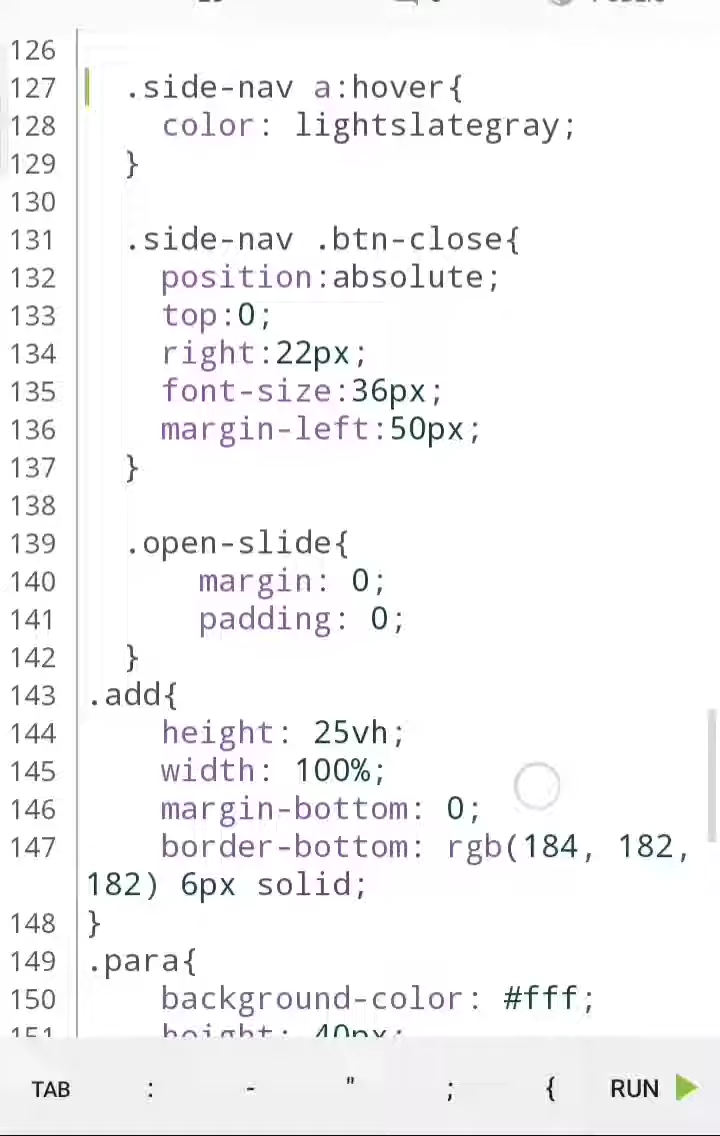 126
127 .side-nav a:hover{
128 color: lightslategray;
129 }
130
131 .side-nav .btn-close{
132 position:absolute;
133 top:0;
134 right:22px;
135 font-size:36px;
136 margin-left:50px;
137 }
138
139 .open-slide{
140 margin: 0;
141 padding: 0;
142 }
143 .add{
144 height: 25vh;
145 width: 100%;
146 margin-bottom: 0;
147 border-bottom: rgb(184, 182,
182) 6px solid;
148 }
149 .para{
150 background-color: #fff;
151 height: 40px;
TAB : - " ; { RUN